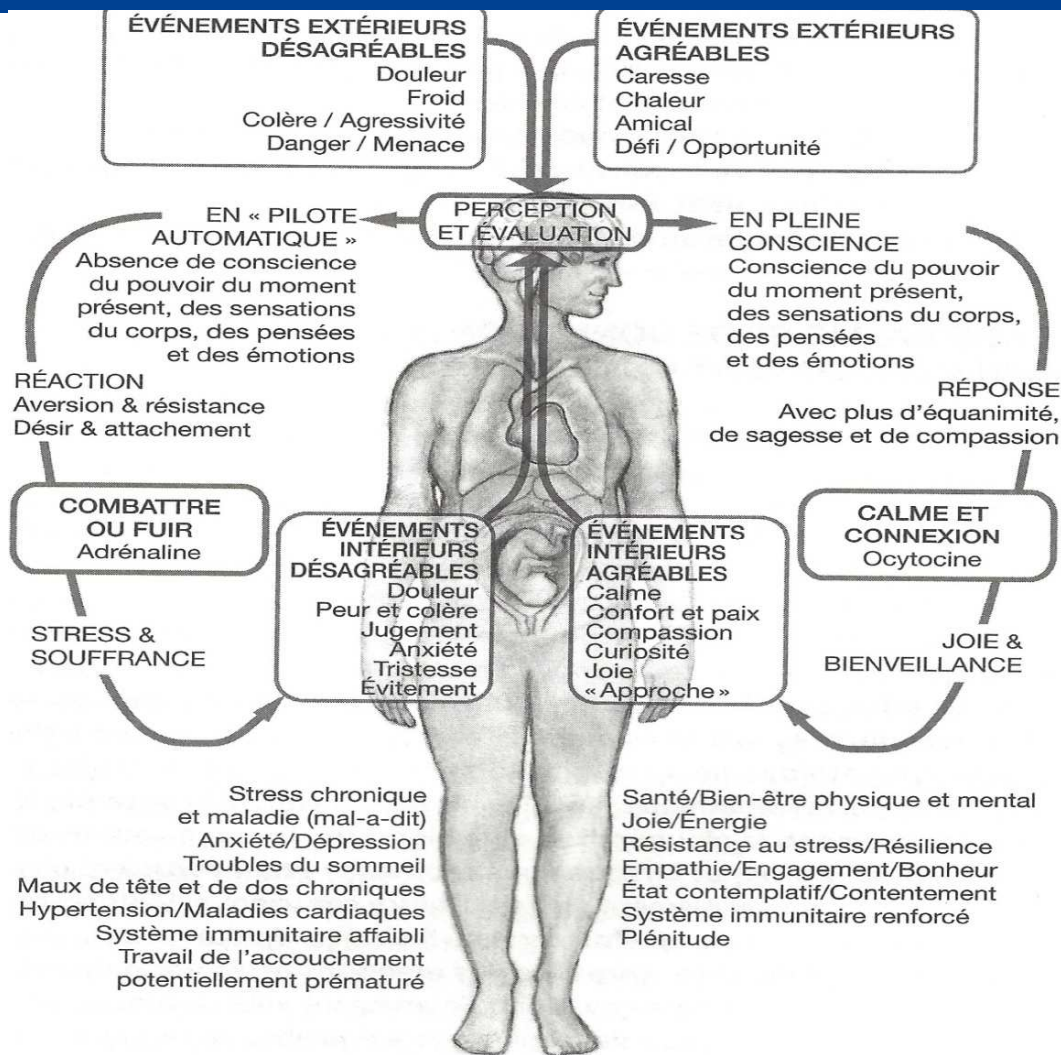 ÉVÉNEMENTS EXTÉRIEURS
DÉSAGRÉABLES
Douleur
Froid
Colère / Agressivité
Danger / Menace
ÉVÉNEMENTS EXTÉRIEURS
AGRÉABLES
Caresse
Chaleur
Amical
Défi / Opportunité
PERCEPTION
ET ÉVALUATION
EN « PILOTE
AUTOMATIQUE »
Absence de conscience
du pouvoir du moment
présent, des sensations
du corps, des pensées
et des émotions
EN PLEINE
CONSCIENCE
Conscience du pouvoir
du moment présent,
des sensations du corps,
des pensées
et des émotions
RÉACTION
Aversion & résistance
Désir & attachement
RÉPONSE
Avec plus d'équanimité,
de sagesse et de compassion
COMBATTRE
OU FUIR
Adrénaline
CALME ET
CONNEXION
Ocytocine
ÉVÉNEMENTS
INTÉRIEURS
DÉSAGRÉABLES
Douleur
Peur et colère
Jugement
Anxiété
Tristesse
Évitement
ÉVÉNEMENTS
INTÉRIEURS
AGRÉABLES
Calme
Confort et paix
Compassion
Curiosité
Joie
« Approche »
STRESS &
SOUFFRANCE
JOIE &
BIENVEILLANCE
Stress chronique
et maladie (mal-a-dit)
Anxiété/Dépression
Troubles du sommeil
Maux de tête et de dos chroniques
Hypertension/Maladies cardiaques
Système immunitaire affaibli
Travail de l'accouchement
potentiellement prématuré
Santé/Bien-être physique et mental
Joie/Énergie
Résistance au stress/Résilience
Empathie/Engagement/Bonheur
État contemplatif/Contentement
Système immunitaire renforcé
Plénitude